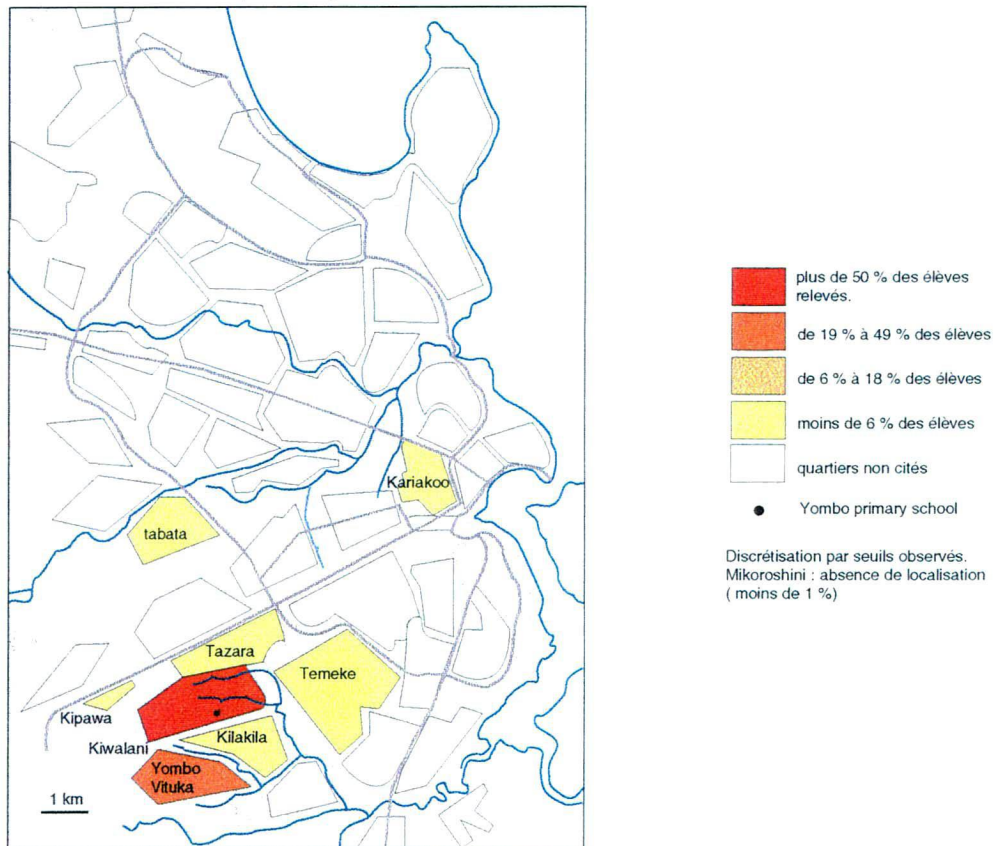 Kariakoo
tabata
Tazara
Temeke
Kipawa
Kiwalani
Kilakila
Yombo
Vituka
1 km
plus de 50 % des élèves
relevés.
de 19 % à 49 % des élèves
de 6 % à 18 % des élèves
moins de 6 % des élèves
quartiers non cités
Yombo primary school
Discrétisation par seuils observés.
Mikoroshini : absence de localisation
( moins de 1 %)